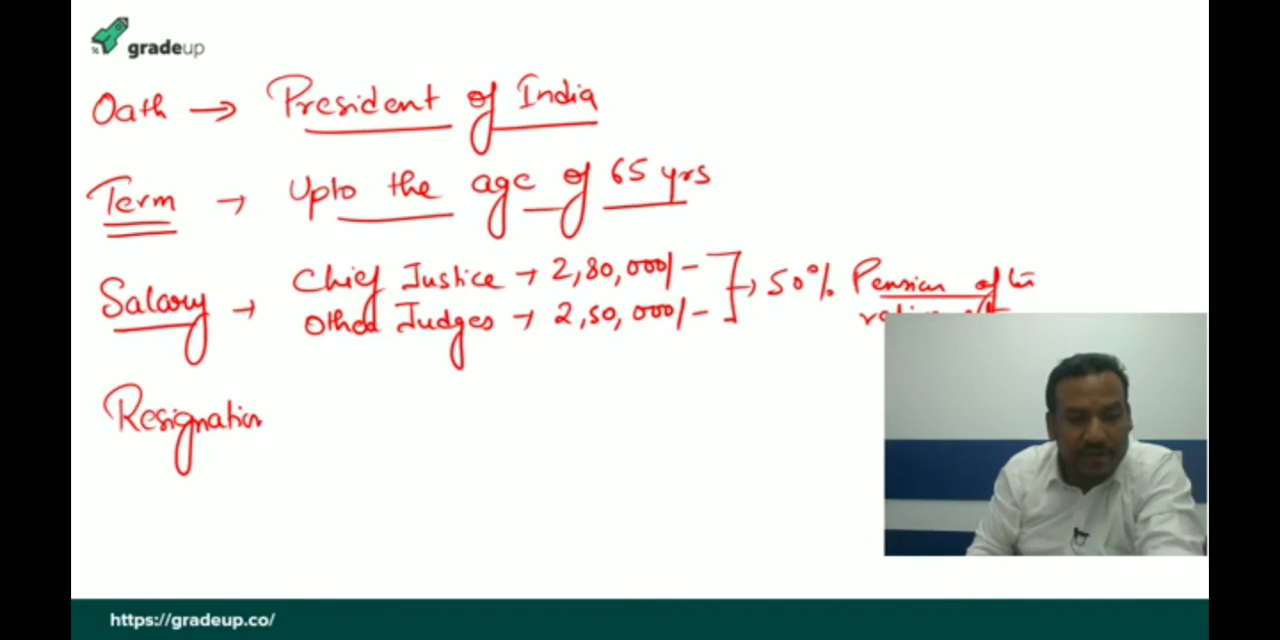 gradeup
Oath → President of India
Term → Upto the age of 65 yrs
Salary → Chief Justice → 2,80,000/-
Other Judges → 2,50,000/-
→ 50% Pension of
Resignation
https://gradeup.co/